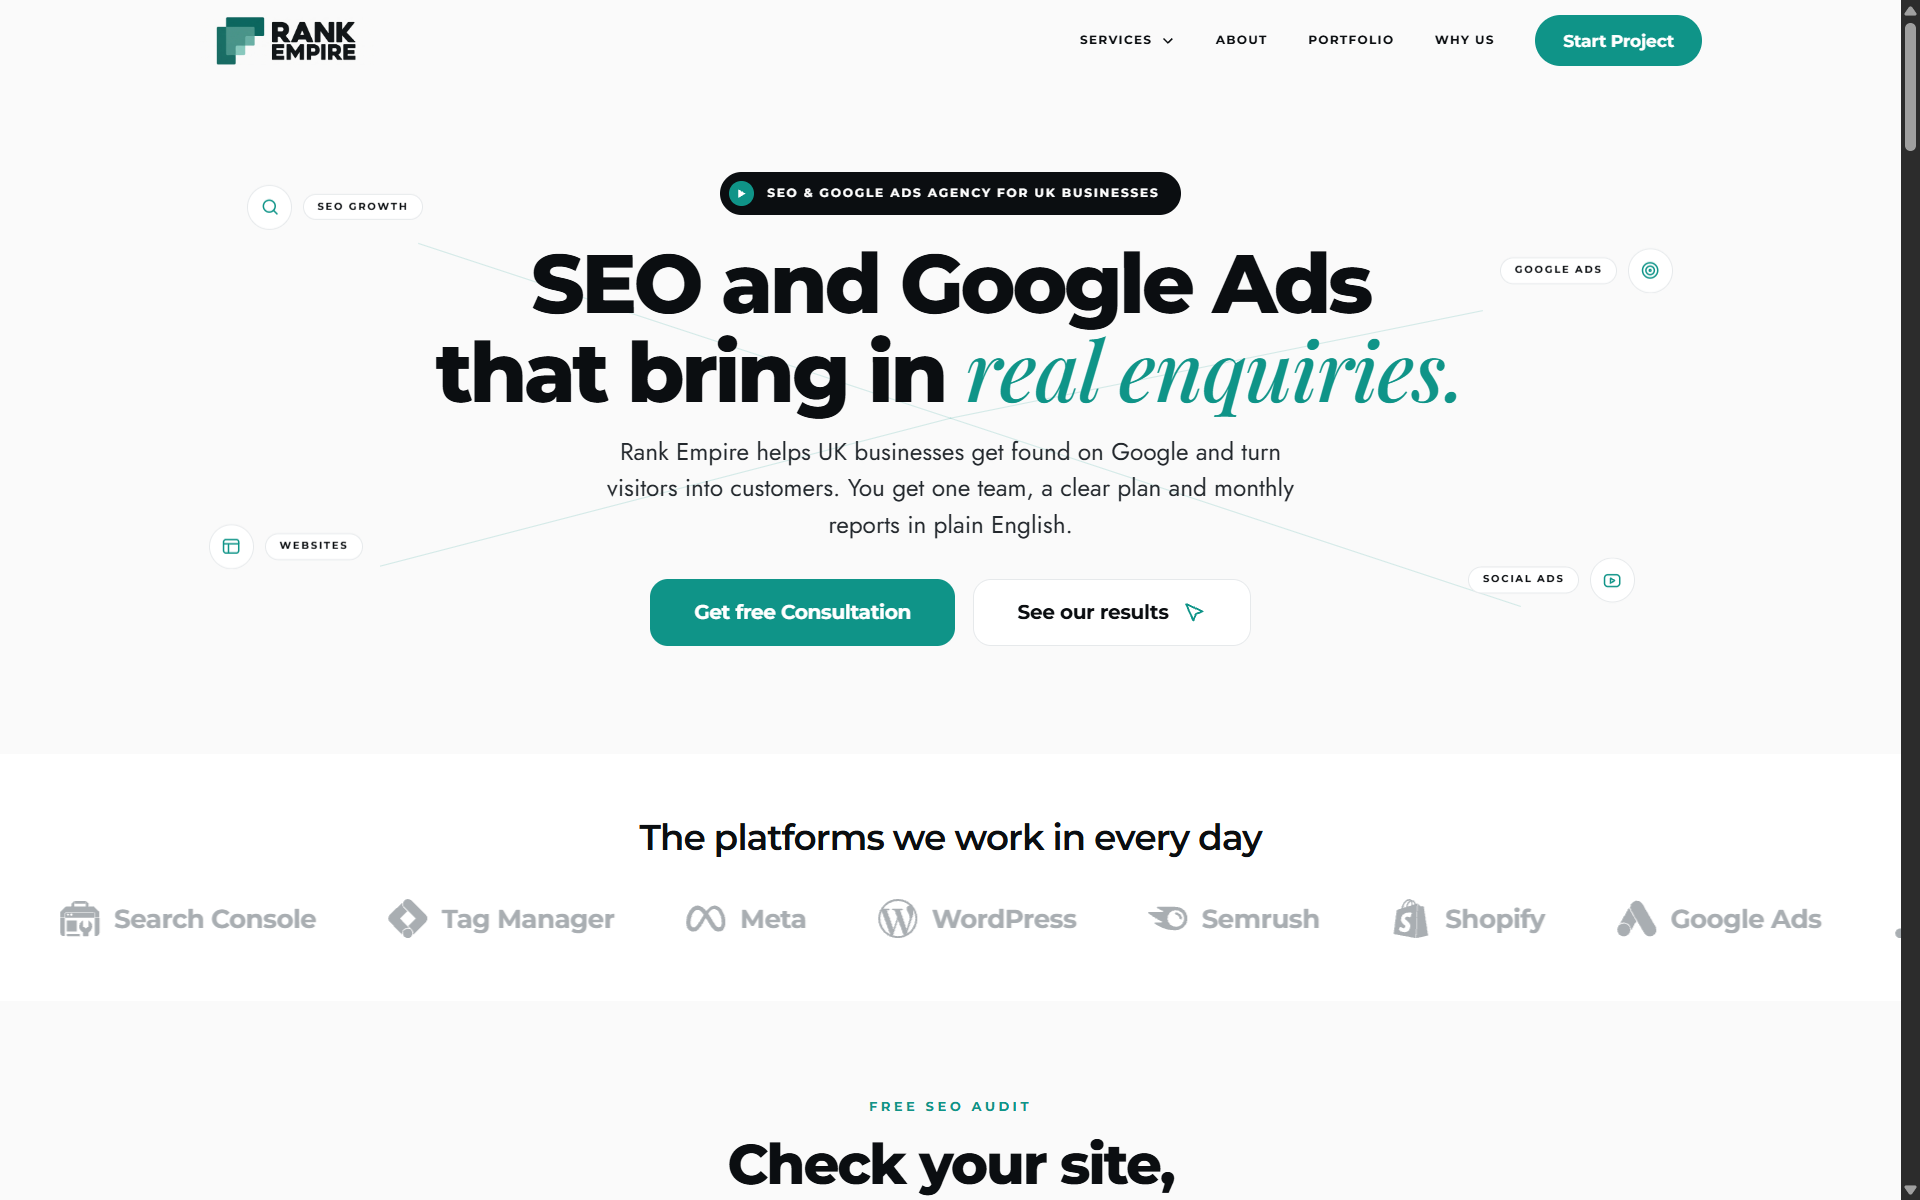 RANK
EMPIRE
SERVICES
ABOUT
PORTFOLIO
WHY US
Start Project
SEO & GOOGLE ADS AGENCY FOR UK BUSINESSES
SEO GROWTH
GOOGLE ADS
SEO and Google Ads
that bring in real enquiries.
Rank Empire helps UK businesses get found on Google and turn
visitors into customers. You get one team, a clear plan and monthly
reports in plain English.
WEBSITES
SOCIAL ADS
Get free Consultation
See our results
The platforms we work in every day
Search Console
Tag Manager
Meta
WordPress
Semrush
Shopify
Google Ads
FREE SEO AUDIT
Check your site,